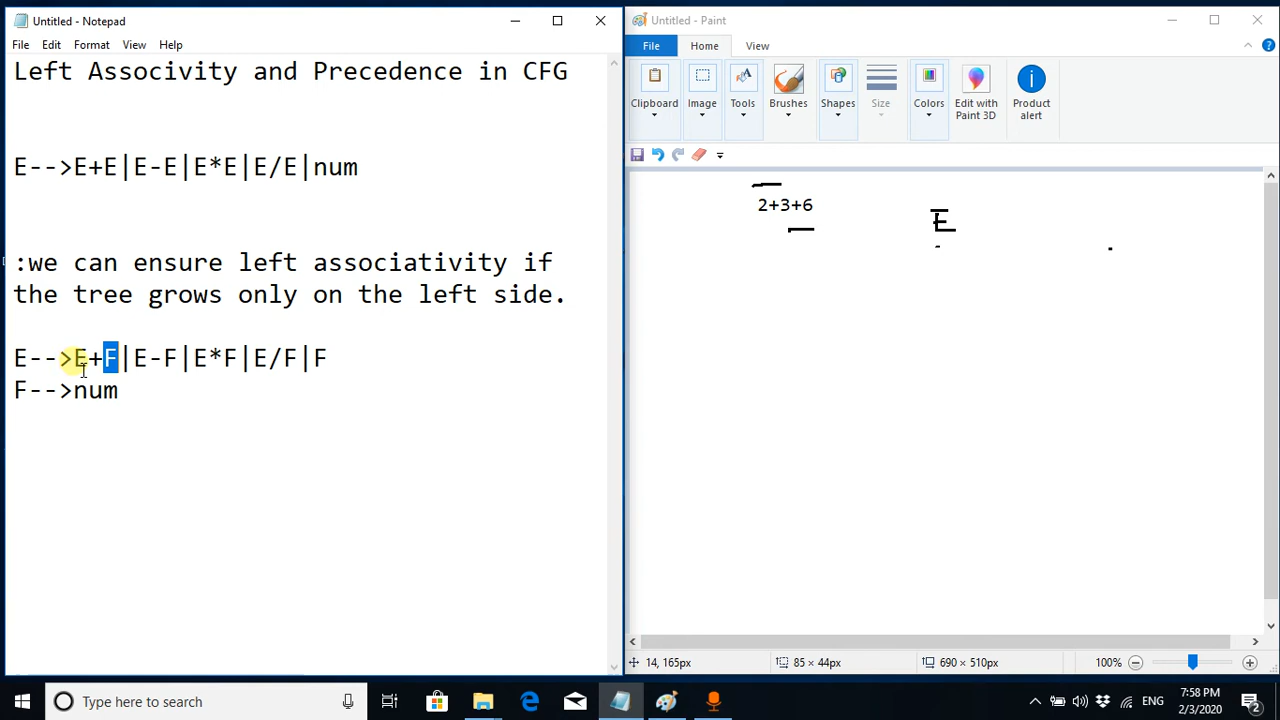 Untitled - Notepad
File Edit Format View Help
Left Associvity and Precedence in CFG
E-->E+E|E-E|E*E|E/E|num
:we can ensure left associativity if
the tree grows only on the left side.
E-->E+F|E-F|E*F|E/F|F
F-->num
Untitled - Paint
File Home View
Clipboard Image Tools Brushes Shapes Size Colors Edit with Paint 3D Product alert
2+3+6
E
14, 165px 85 × 44px 690 × 510px 100%
Type here to search
ENG
7:58 PM
2/3/2020
2